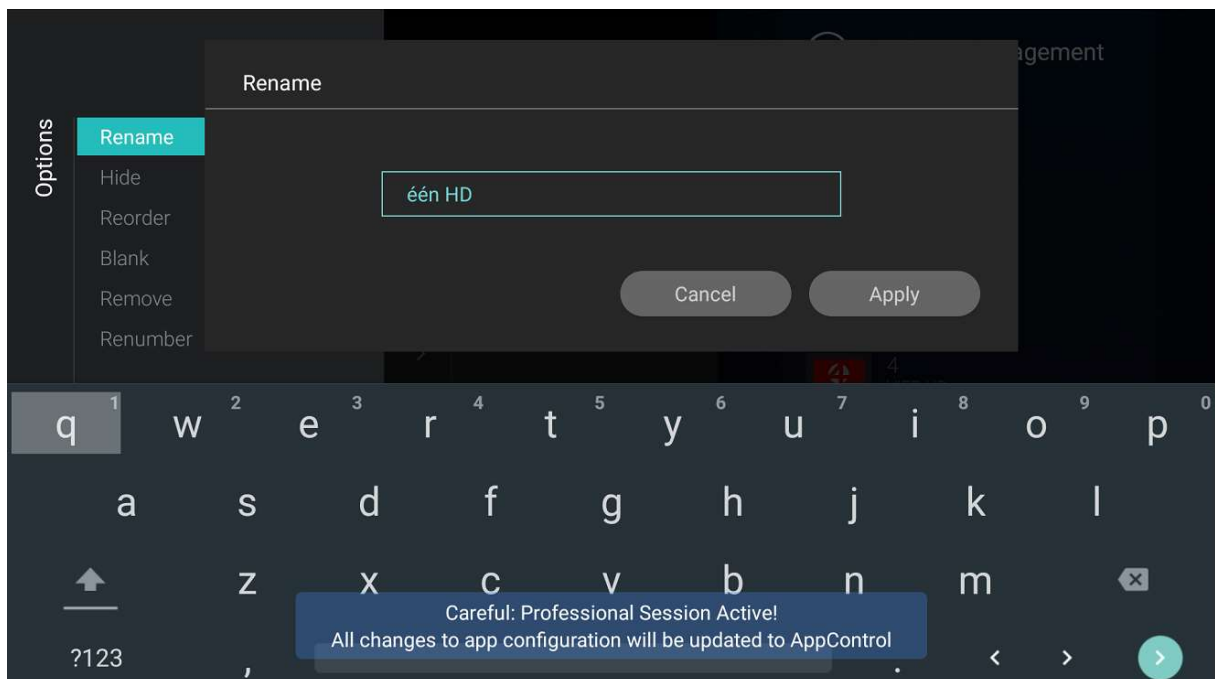 agement
Rename
Options
Rename
Hide
Reorder
Blank
Remove
Renumber
één HD
Cancel
Apply
4
q 1 w 2 e 3 r 4 t 5 y 6 u 7 i 8 o 9 p 0
a s d f g h j k l
z x c v b n m
Careful: Professional Session Active!
All changes to app configuration will be updated to AppControl
?123 , . < > >